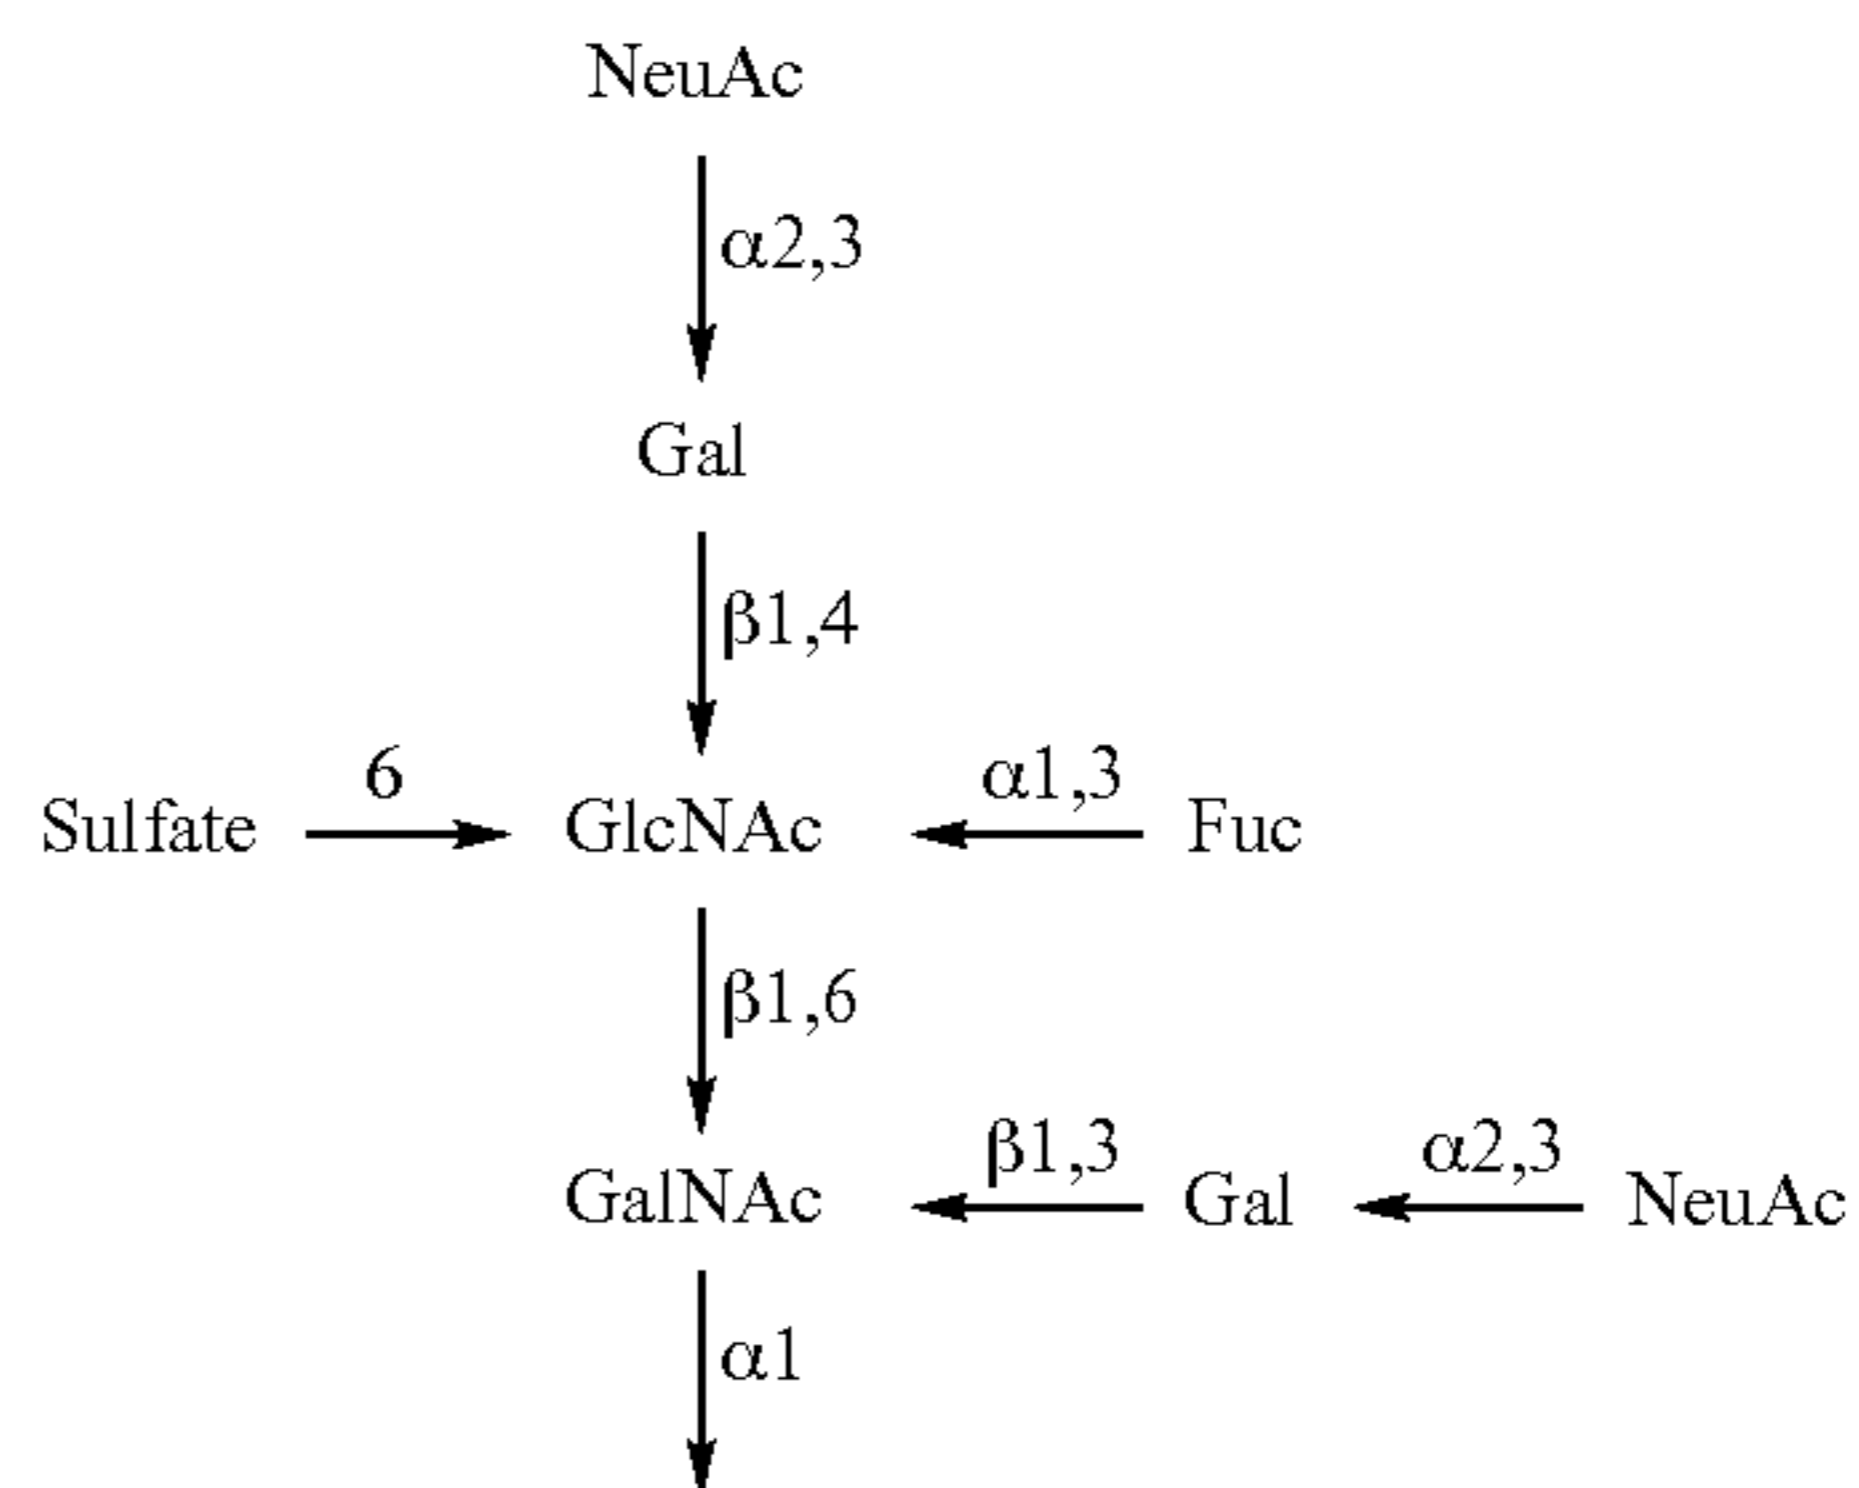 NeuAc
α2,3
Gal
β1,4
6
α1,3
Sulfate GlcNAc Fuc
β1,6
β1,3 α2,3
GalNAc Gal NeuAc
α1